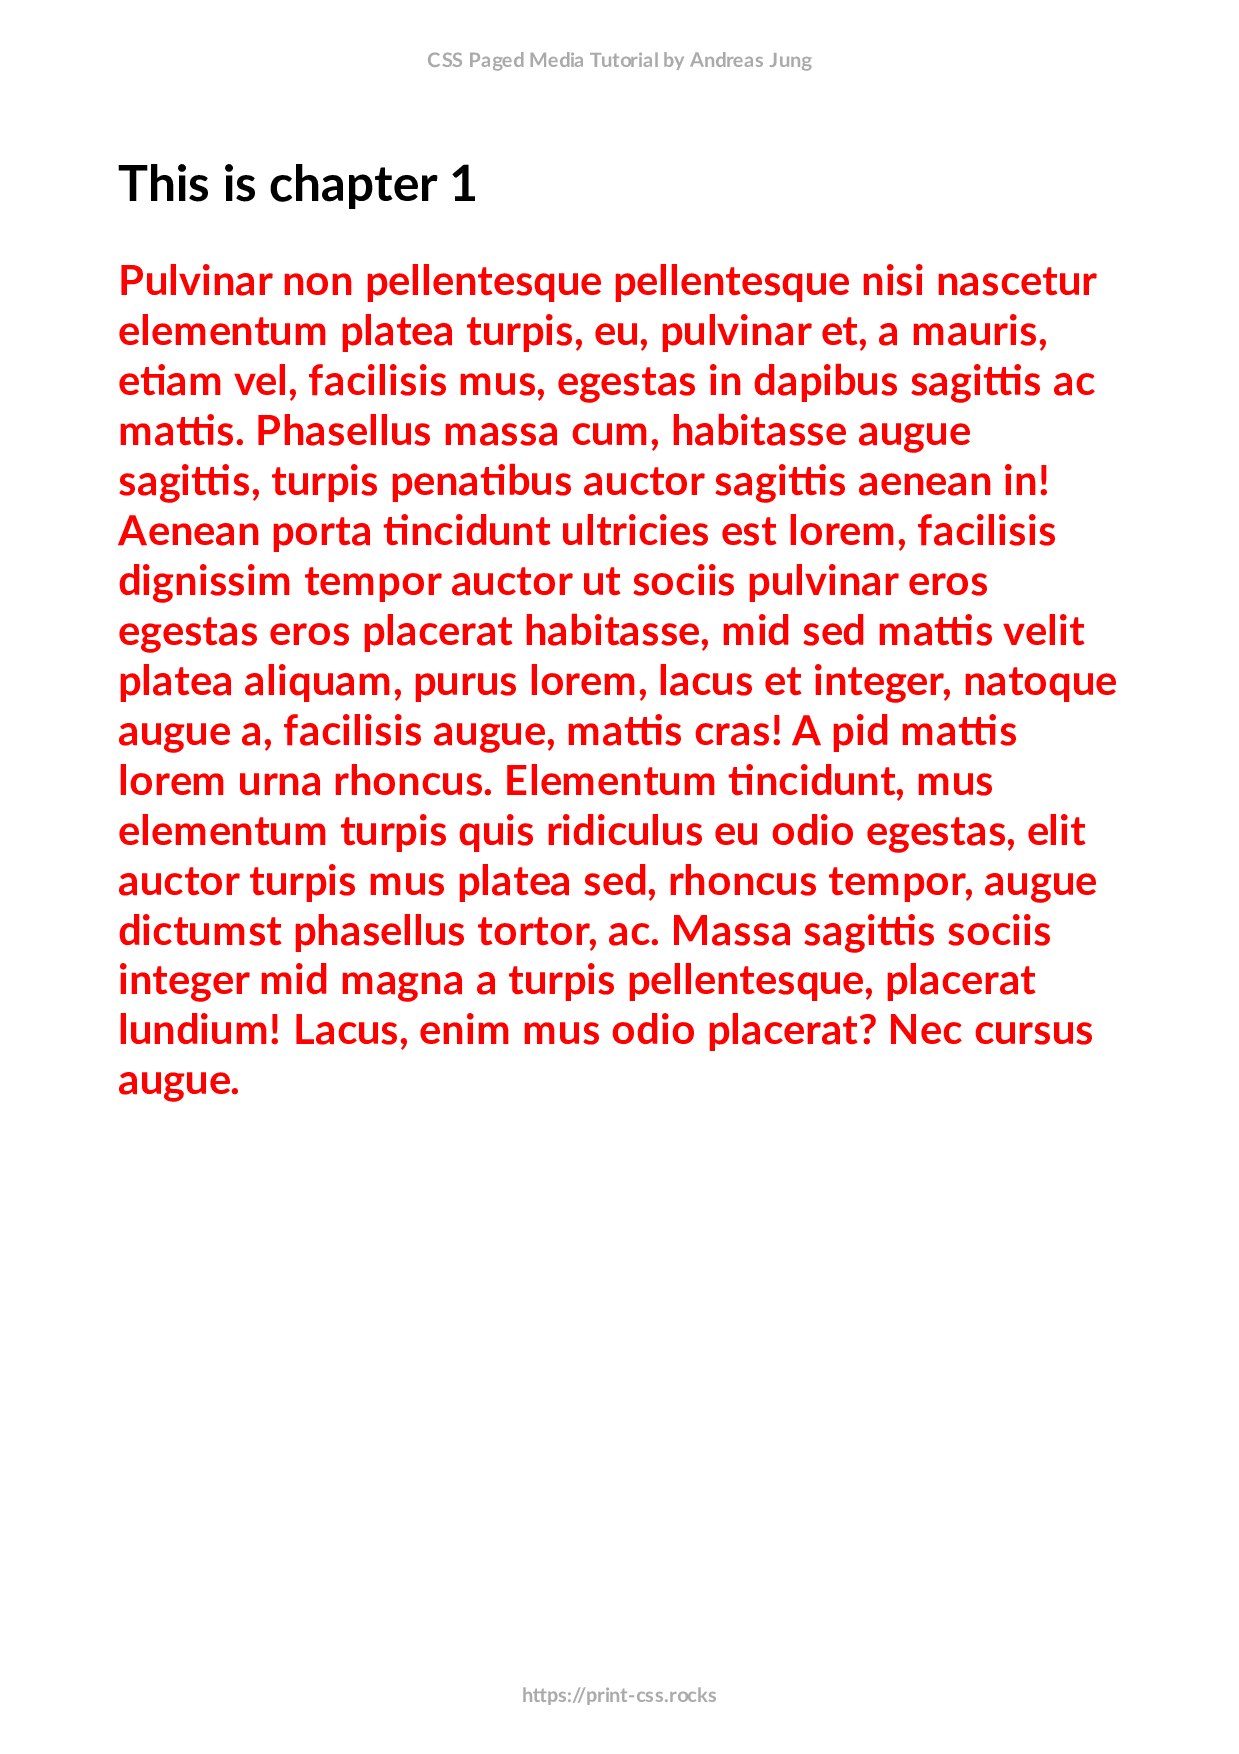 CSS Paged Media Tutorial by Andreas Jung
This is chapter 1
Pulvinar non pellentesque pellentesque nisi nascetur
elementum platea turpis, eu, pulvinar et, a mauris,
etiam vel, facilisis mus, egestas in dapibus sagittis ac
mattis. Phasellus massa cum, habitasse augue
sagittis, turpis penatibus auctor sagittis aenean in!
Aenean porta tincidunt ultricies est lorem, facilisis
dignissim tempor auctor ut sociis pulvinar eros
egestas eros placerat habitasse, mid sed mattis velit
platea aliquam, purus lorem, lacus et integer, natoque
augue a, facilisis augue, mattis cras! A pid mattis
lorem urna rhoncus. Elementum tincidunt, mus
elementum turpis quis ridiculus eu odio egestas, elit
auctor turpis mus platea sed, rhoncus tempor, augue
dictumst phasellus tortor, ac. Massa sagittis sociis
integer mid magna a turpis pellentesque, placerat
lundium! Lacus, enim mus odio placerat? Nec cursus
augue.
https://print-css.rocks